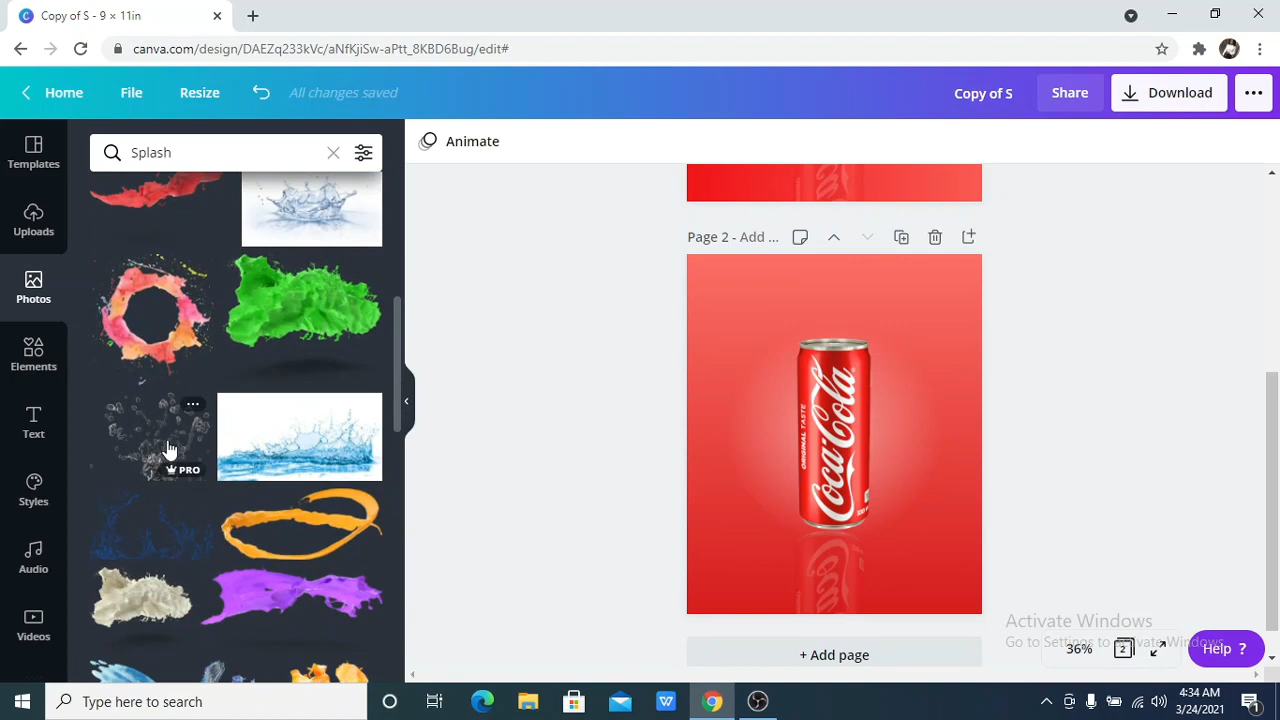 Copy of S - 9 × 11in
canva.com/design/DAEZq233kVc/aNfKjiSw-aPtt_8KBD6Bug/edit#
Home
File
Resize
All changes saved
Copy of S
Share
Download
Templates
Uploads
Photos
Elements
Text
Styles
Audio
Videos
Splash
PRO
Animate
Page 2 - Add ...
ORIGINAL TASTE
Coca-Cola
+ Add page
Activate Windows
Go to Settings to activate Windows.
36%
2
Help ?
Type here to search
4:34 AM
3/24/2021
1